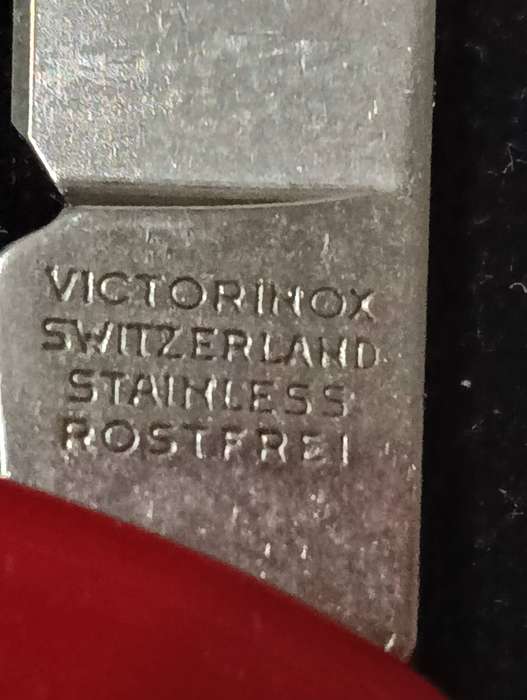 VICTORINOX
SWITZERLAND
STAINLESS
ROSTFREI